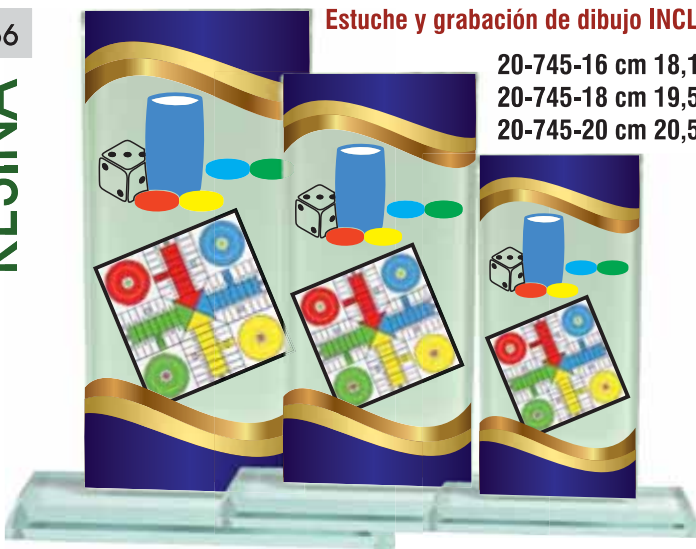 Estuche y grabación de dibujo INCL
20-745-16 cm 18,1
20-745-18 cm 19,5
20-745-20 cm 20,5
66
RESINA